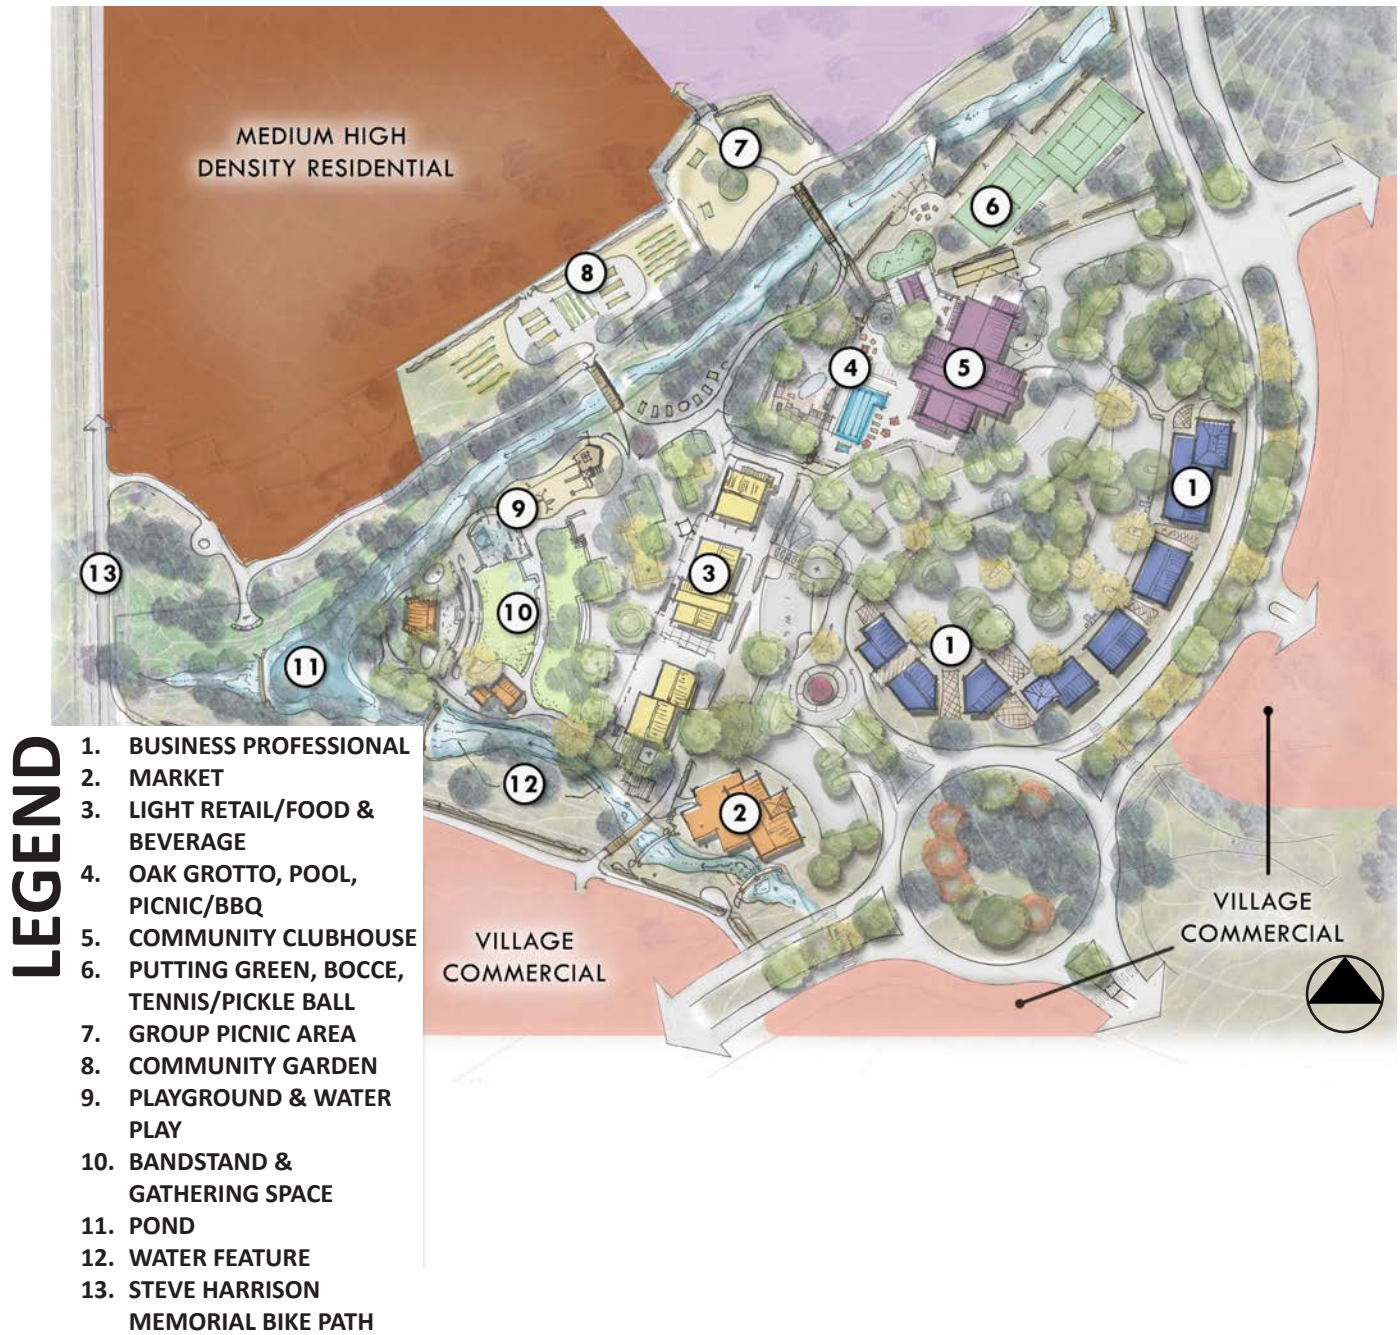 MEDIUM HIGH
DENSITY RESIDENTIAL
7
6
8
4
5
1
9
3
13
10
1
11
12
2
VILLAGE
COMMERCIAL
VILLAGE
COMMERCIAL
LEGEND
1. BUSINESS PROFESSIONAL
2. MARKET
3. LIGHT RETAIL/FOOD &
BEVERAGE
4. OAK GROTTO, POOL,
PICNIC/BBQ
5. COMMUNITY CLUBHOUSE
6. PUTTING GREEN, BOCCE,
TENNIS/PICKLE BALL
7. GROUP PICNIC AREA
8. COMMUNITY GARDEN
9. PLAYGROUND & WATER
PLAY
10. BANDSTAND &
GATHERING SPACE
11. POND
12. WATER FEATURE
13. STEVE HARRISON
MEMORIAL BIKE PATH